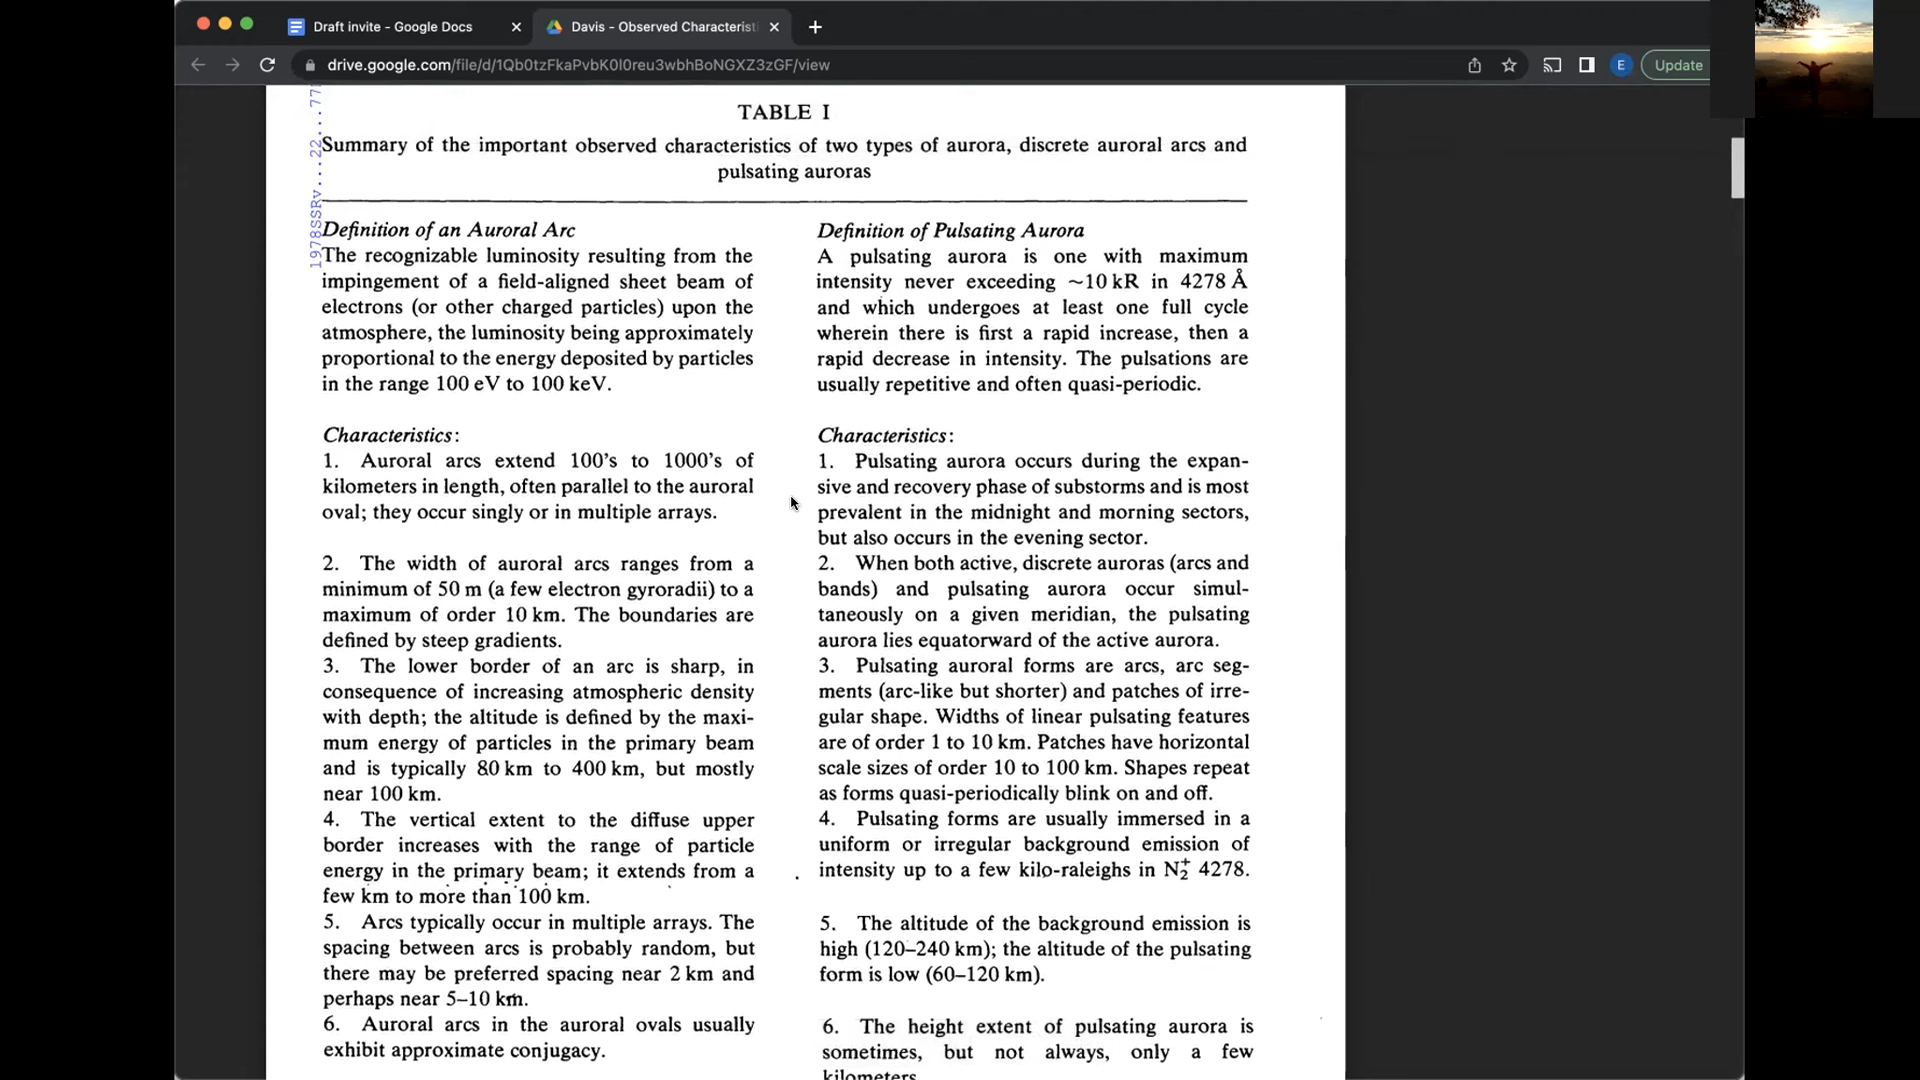 Draft invite - Google Docs
Davis - Observed Characterist
drive.google.com/file/d/1Qb0tzFkaPvbK0l0reu3wbhBoNGXZ3zGF/view
E
Update
1978SSRv...22...77
TABLE I
Summary of the important observed characteristics of two types of aurora, discrete auroral arcs and
pulsating auroras
Definition of an Auroral Arc
The recognizable luminosity resulting from the
impingement of a field-aligned sheet beam of
electrons (or other charged particles) upon the
atmosphere, the luminosity being approximately
proportional to the energy deposited by particles
in the range 100 eV to 100 keV.
Characteristics:
1. Auroral arcs extend 100's to 1000's of
kilometers in length, often parallel to the auroral
oval; they occur singly or in multiple arrays.
2. The width of auroral arcs ranges from a
minimum of 50 m (a few electron gyroradii) to a
maximum of order 10 km. The boundaries are
defined by steep gradients.
3. The lower border of an arc is sharp, in
consequence of increasing atmospheric density
with depth; the altitude is defined by the maxi-
mum energy of particles in the primary beam
and is typically 80 km to 400 km, but mostly
near 100 km.
4. The vertical extent to the diffuse upper
border increases with the range of particle
energy in the primary beam; it extends from a
few km to more than 100 km.
5. Arcs typically occur in multiple arrays. The
spacing between arcs is probably random, but
there may be preferred spacing near 2 km and
perhaps near 5–10 km.
6. Auroral arcs in the auroral ovals usually
exhibit approximate conjugacy.
Definition of Pulsating Aurora
A pulsating aurora is one with maximum
intensity never exceeding ~10 kR in 4278 Å
and which undergoes at least one full cycle
wherein there is first a rapid increase, then a
rapid decrease in intensity. The pulsations are
usually repetitive and often quasi-periodic.
Characteristics:
1. Pulsating aurora occurs during the expan-
sive and recovery phase of substorms and is most
prevalent in the midnight and morning sectors,
but also occurs in the evening sector.
2. When both active, discrete auroras (arcs and
bands) and pulsating aurora occur simul-
taneously on a given meridian, the pulsating
aurora lies equatorward of the active aurora.
3. Pulsating auroral forms are arcs, arc seg-
ments (arc-like but shorter) and patches of irre-
gular shape. Widths of linear pulsating features
are of order 1 to 10 km. Patches have horizontal
scale sizes of order 10 to 100 km. Shapes repeat
as forms quasi-periodically blink on and off.
4. Pulsating forms are usually immersed in a
uniform or irregular background emission of
intensity up to a few kilo-raleighs in N₂⁺ 4278.
5. The altitude of the background emission is
high (120–240 km); the altitude of the pulsating
form is low (60–120 km).
6. The height extent of pulsating aurora is
sometimes, but not always, only a few
kilometers